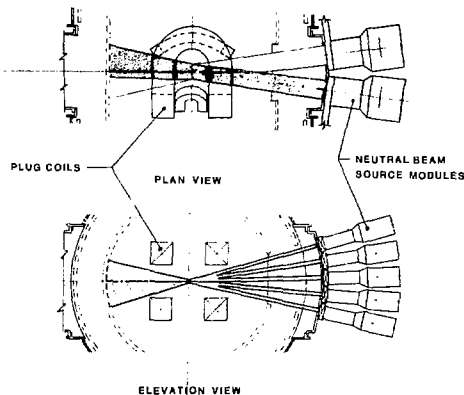 PLUG COILS
PLAN VIEW
NEUTRAL BEAM
SOURCE MODULES
ELEVATION VIEW